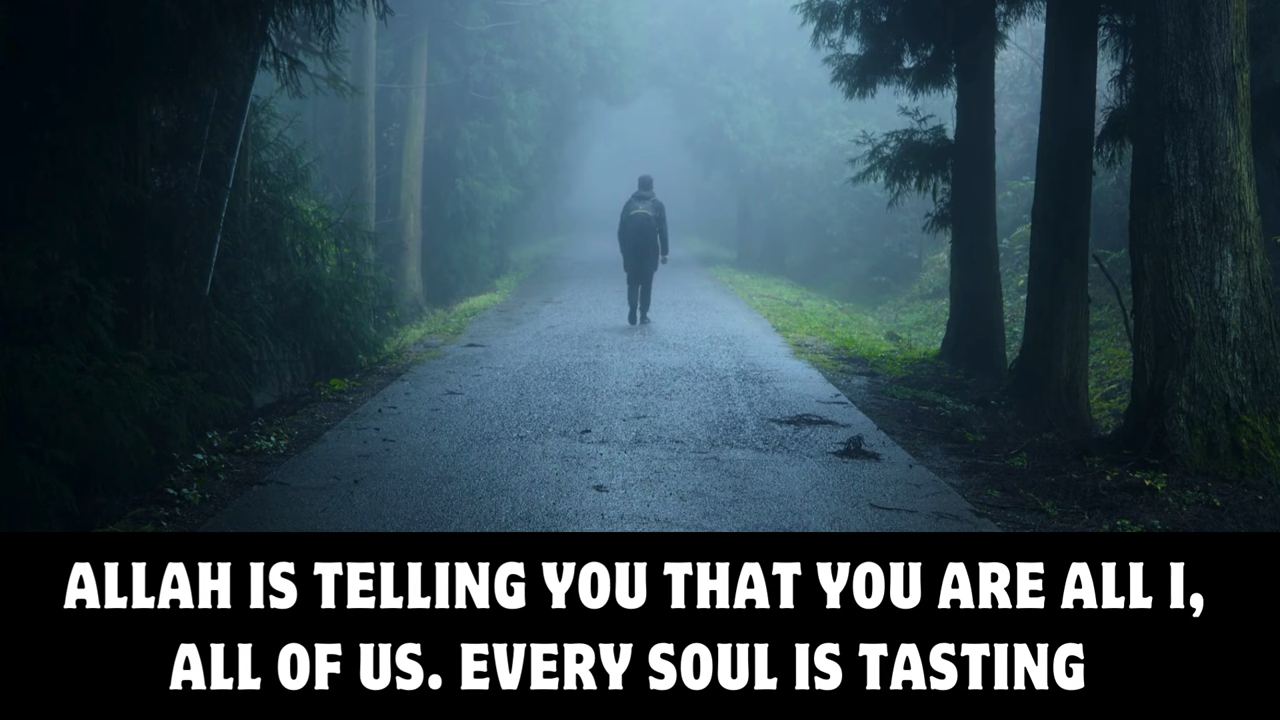 ALLAH IS TELLING YOU THAT YOU ARE ALL I,
ALL OF US. EVERY SOUL IS TASTING